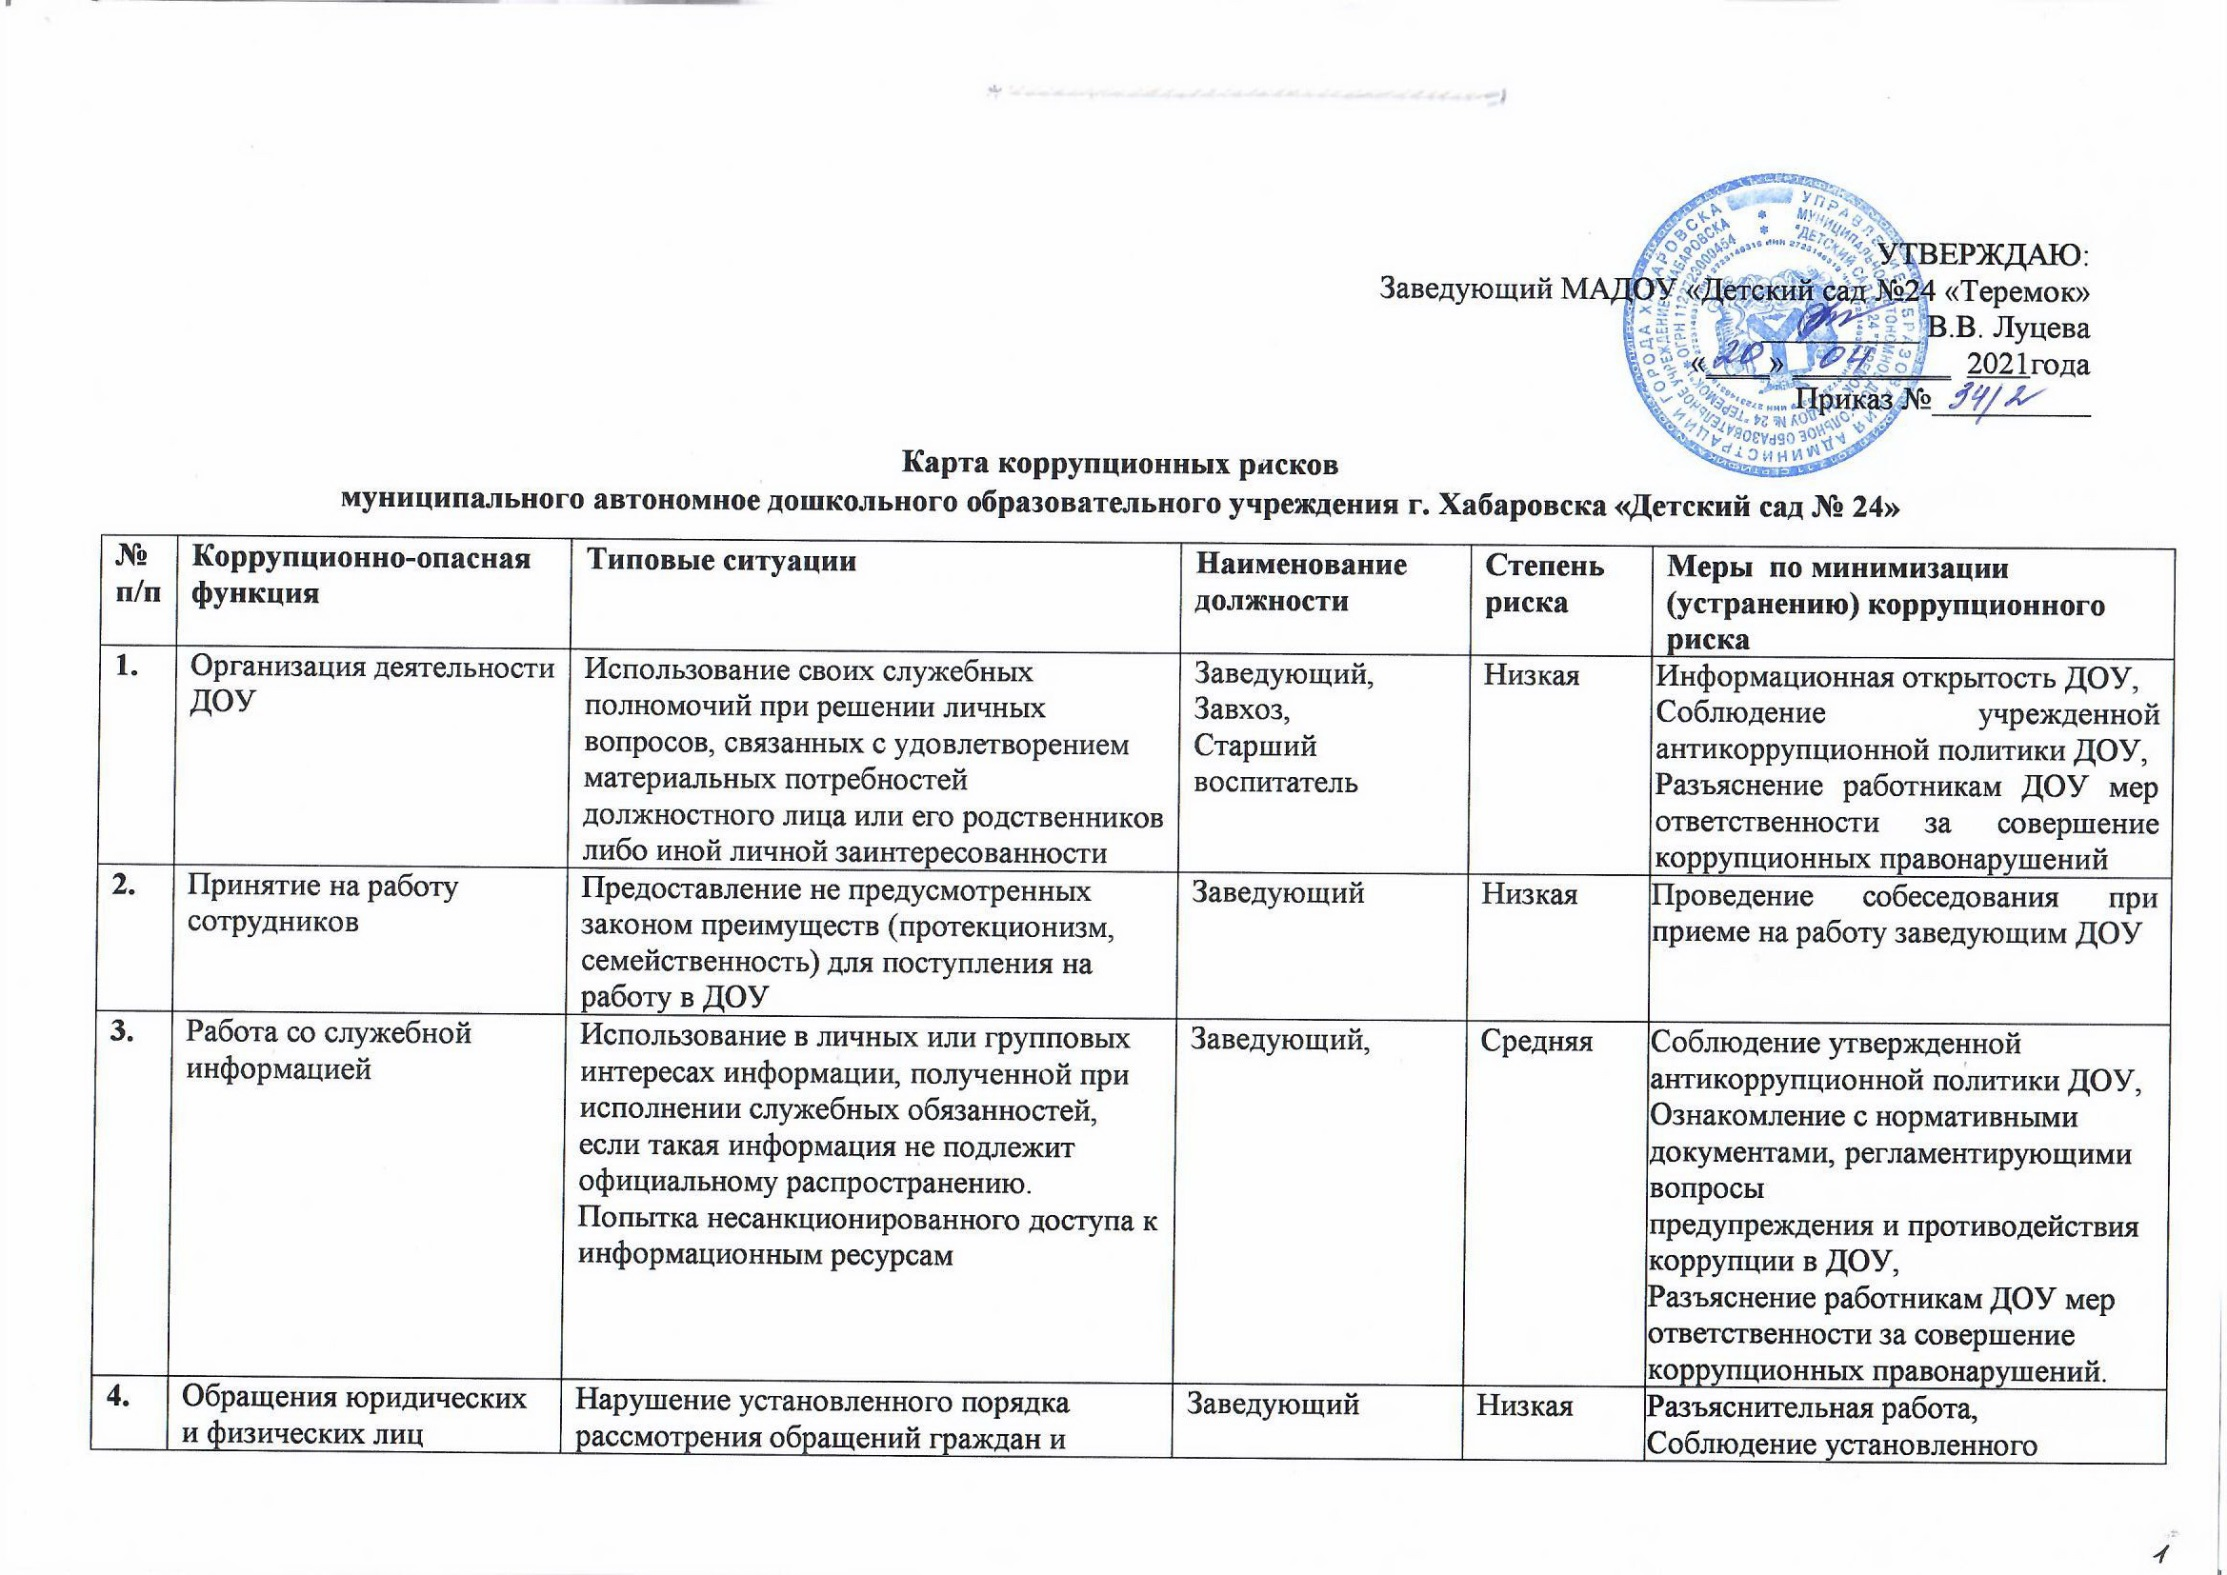 УТВЕРЖДАЮ:
Заведующий МАДОУ «Детский сад №24 «Теремок»
В.В. Луцева
«20» 04 2021года
Приказ № 34/2
Карта коррупционных рисков
муниципального автономное дошкольного образовательного учреждения г. Хабаровска «Детский сад № 24»
№ п/п
Коррупционно-опасная
функция
Типовые ситуации
Наименование
должности
Степень
риска
Меры по минимизации
(устранению) коррупционного
риска
1.
Организация деятельности
ДОУ
Использование своих служебных
полномочий при решении личных
вопросов, связанных с удовлетворением
материальных потребностей
должностного лица или его родственников
либо иной личной заинтересованности
Заведующий,
Завхоз,
Старший
воспитатель
Низкая
Информационная открытость ДОУ,
Соблюдение учрежденной
антикоррупционной политики ДОУ,
Разъяснение работникам ДОУ мер
ответственности за совершение
коррупционных правонарушений
2.
Принятие на работу
сотрудников
Предоставление не предусмотренных
законом преимуществ (протекционизм,
семейственность) для поступления на
работу в ДОУ
Заведующий
Низкая
Проведение собеседования при
приеме на работу заведующим ДОУ
3.
Работа со служебной
информацией
Использование в личных или групповых
интересах информации, полученной при
исполнении служебных обязанностей,
если такая информация не подлежит
официальному распространению.
Попытка несанкционированного доступа к
информационным ресурсам
Заведующий,
Средняя
Соблюдение утвержденной
антикоррупционной политики ДОУ,
Ознакомление с нормативными
документами, регламентирующими
вопросы
предупреждения и противодействия
коррупции в ДОУ,
Разъяснение работникам ДОУ мер
ответственности за совершение
коррупционных правонарушений.
4.
Обращения юридических
и физических лиц
Нарушение установленного порядка
рассмотрения обращений граждан и
Заведующий
Низкая
Разъяснительная работа,
Соблюдение установленного
1